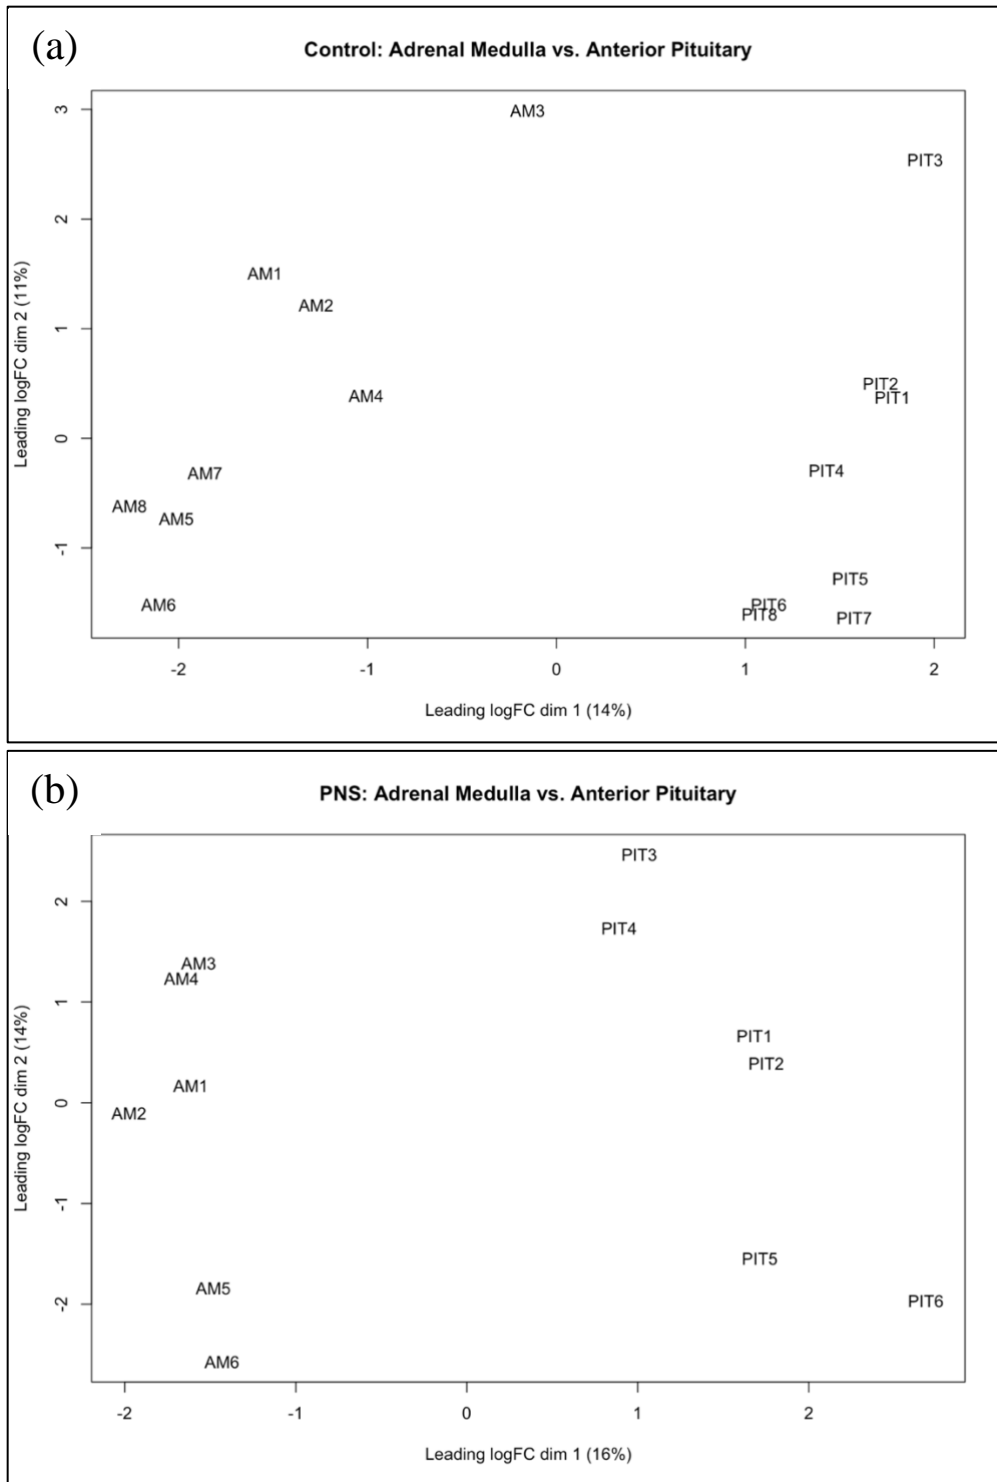 (a)
Control: Adrenal Medulla vs. Anterior Pituitary
3
2
1
0
-1
Leading logFC dim 2 (11%)
AM3
PIT3
AM1
AM2
PIT2
AM4
PIT1
AM7
PIT4
AM8
AM5
PIT5
AM6
PIT6
PIT8
PIT7
-2
-1
0
1
2
Leading logFC dim 1 (14%)
(b)
PNS: Adrenal Medulla vs. Anterior Pituitary
2
1
0
-1
-2
Leading logFC dim 2 (14%)
PIT3
PIT4
AM3
AM4
PIT1
PIT2
AM1
AM2
PIT5
AM5
PIT6
AM6
-2
-1
0
1
2
Leading logFC dim 1 (16%)